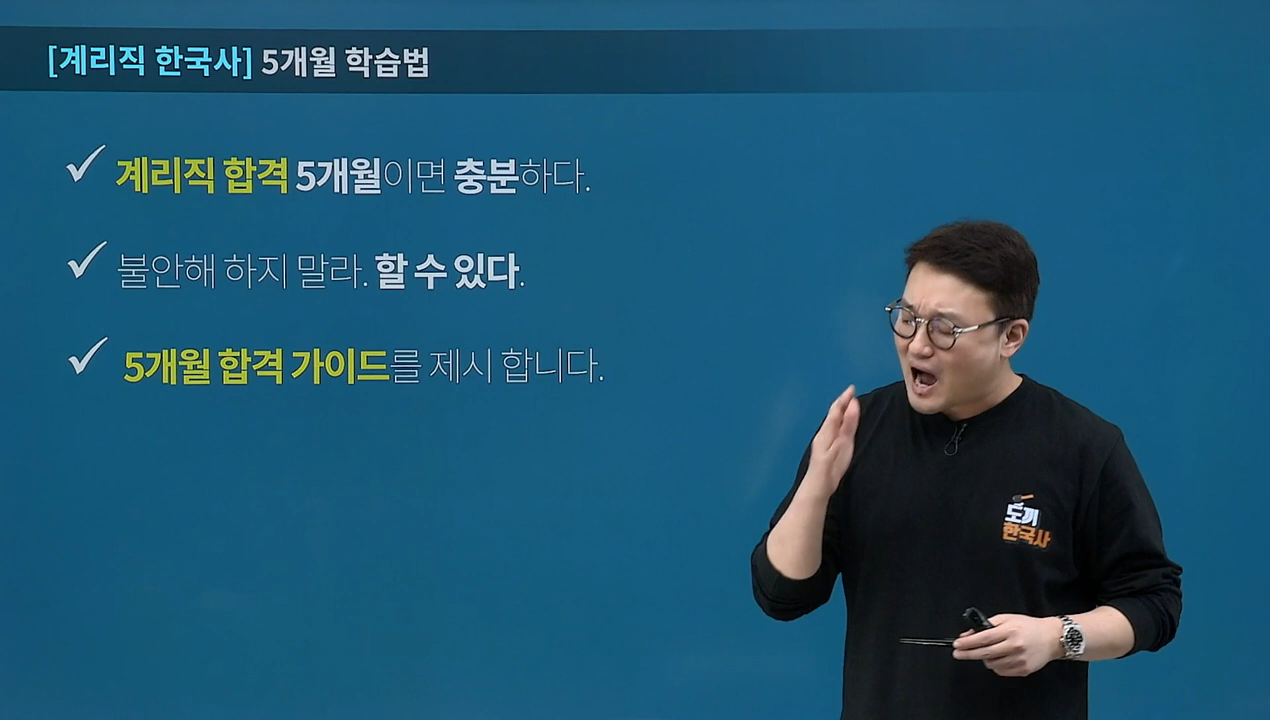 [계리직 한국사] 5개월 학습법
계리직 합격 5개월이면 충분하다.
불안해 하지 말라. 할 수 있다.
5개월 합격 가이드를 제시 합니다.
도끼
한국사